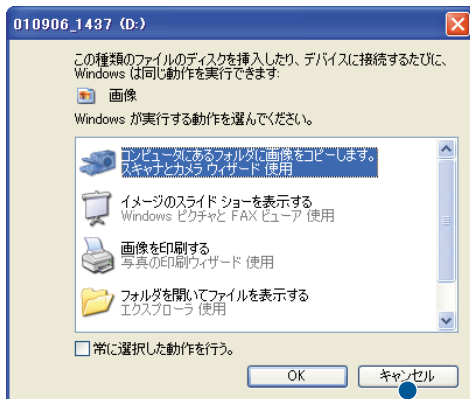 010906_1437 (D:)
この種類のファイルのディスクを挿入したり、デバイスに接続するたびに、
Windows は同じ動作を実行できます:
画像
Windows が実行する動作を選んでください。
コンピュータにあるフォルダに画像をコピーします。
スキャナとカメラ ウィザード 使用
イメージのスライド ショーを表示する
Windows ピクチャと FAX ビューア 使用
画像を印刷する
写真の印刷ウィザード 使用
フォルダを開いてファイルを表示する
エクスプローラ 使用
常に選択した動作を行う。
OK
キャンセル